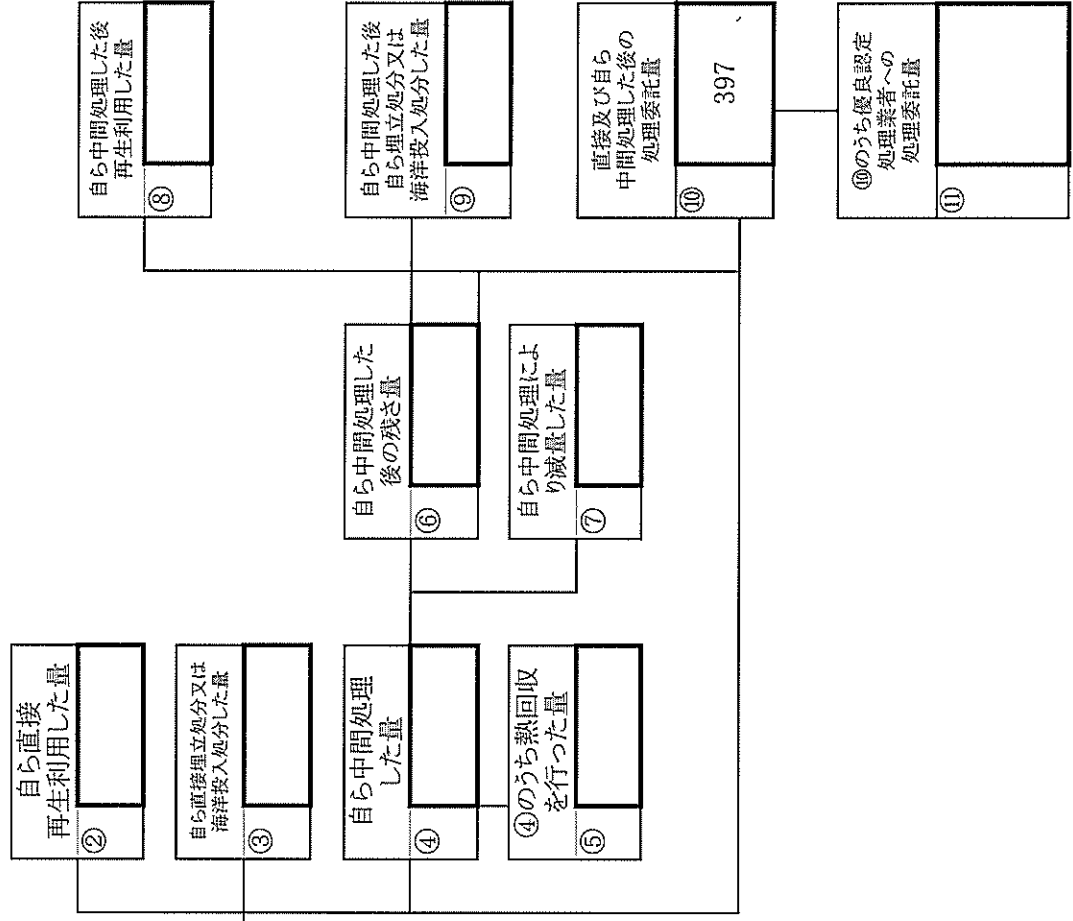 自ら直接
再生利用した量
②
自ら直接埋立処分又は
海洋投入処分した量
③
自ら中間処理
した量
④
④のうち熱回収
を行った量
⑤
自ら中間処理した
後の残さ量
⑥
自ら中間処理によ
り減量した量
⑦
自ら中間処理した後
再生利用した量
⑧
自ら中間処理した後
自ら埋立処分又は
海洋投入処分した量
⑨
直接及び自ら
中間処理した後の
処理委託量
⑩
397
⑩のうち優良認定
処理業者への
処理委託量
⑪